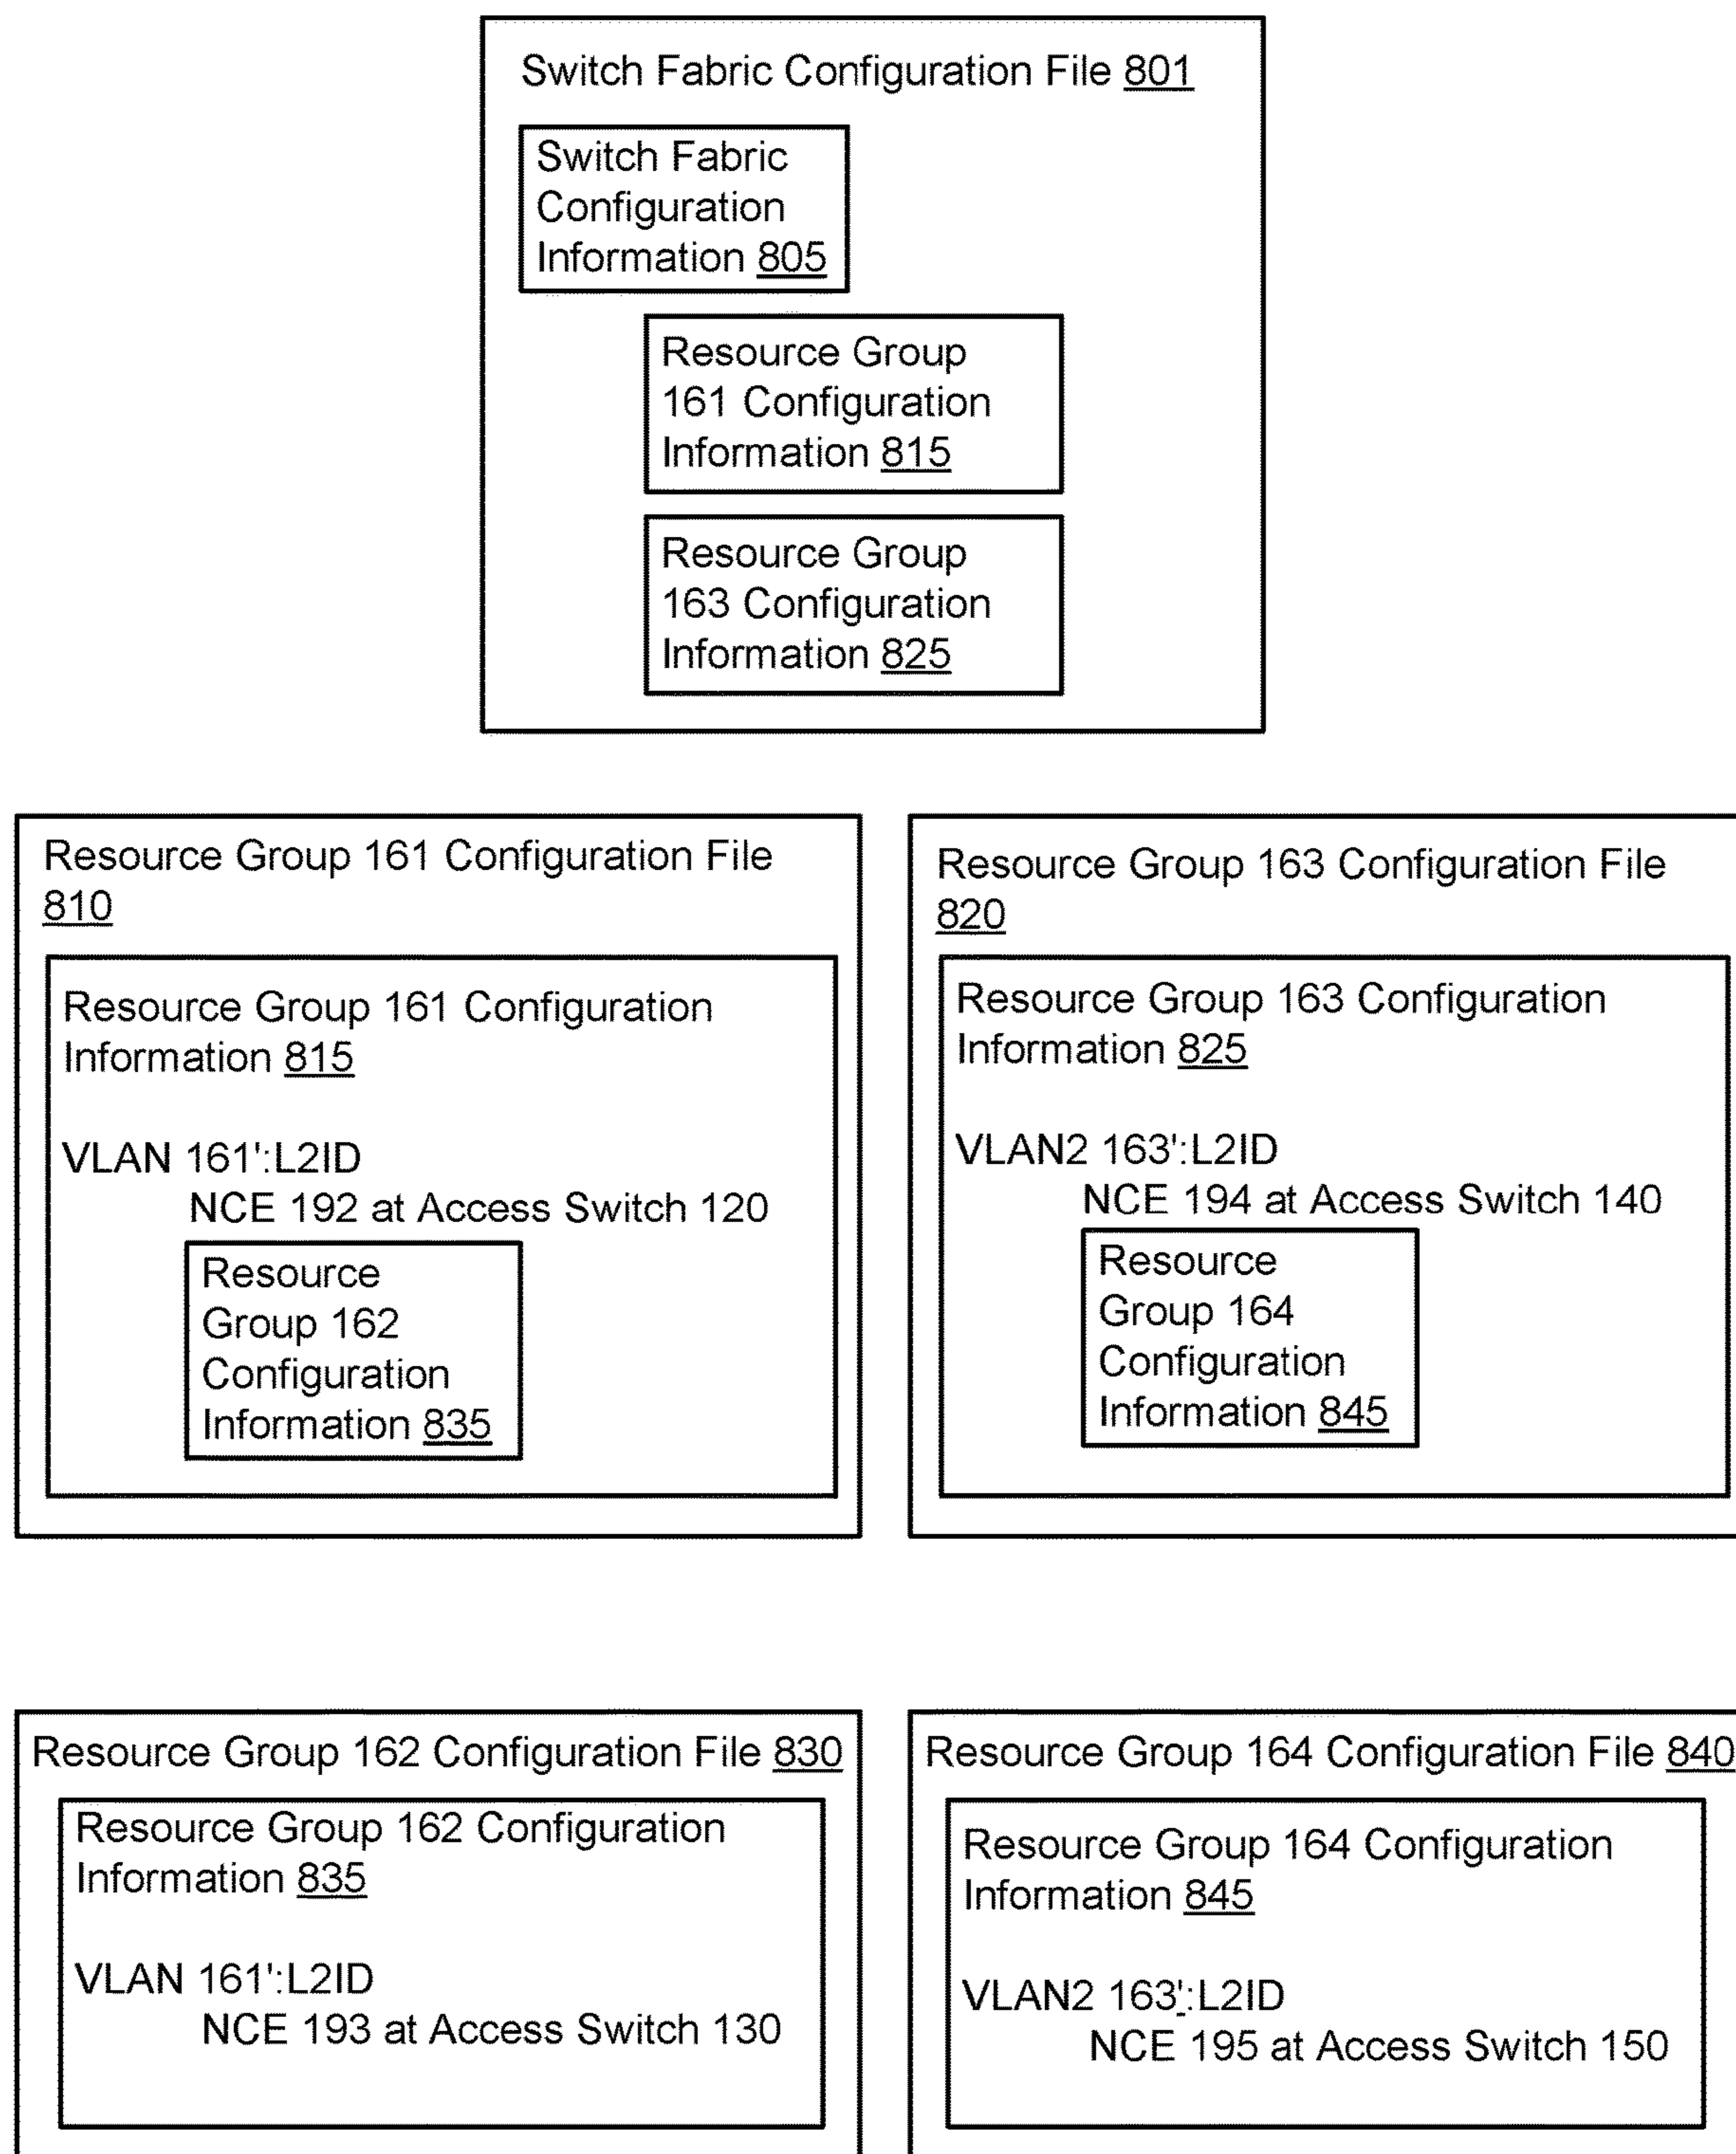 Switch Fabric Configuration File 801
Switch Fabric
Configuration
Information 805
Resource Group
161 Configuration
Information 815
Resource Group
163 Configuration
Information 825
Resource Group 161 Configuration File
810
Resource Group 161 Configuration
Information 815
VLAN 161':L2ID
NCE 192 at Access Switch 120
Resource
Group 162
Configuration
Information 835
Resource Group 163 Configuration File
820
Resource Group 163 Configuration
Information 825
VLAN2 163':L2ID
NCE 194 at Access Switch 140
Resource
Group 164
Configuration
Information 845
Resource Group 162 Configuration File 830
Resource Group 162 Configuration
Information 835
VLAN 161':L2ID
NCE 193 at Access Switch 130
Resource Group 164 Configuration File 840
Resource Group 164 Configuration
Information 845
VLAN2 163':L2ID
NCE 195 at Access Switch 150